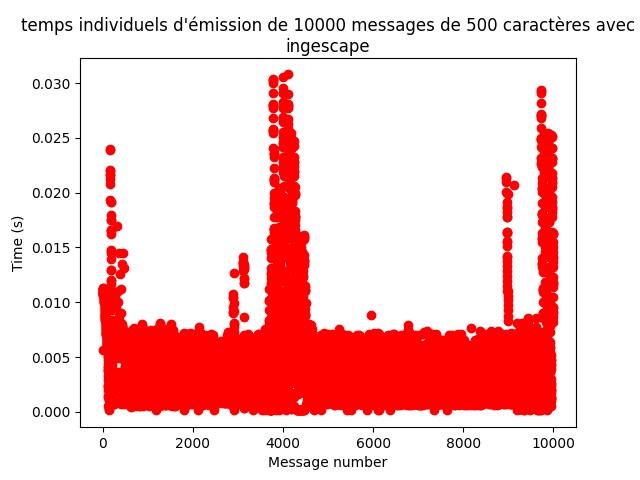 temps individuels d'émission de 10000 messages de 500 caractères avec
ingescape
0.030
0.025
0.020
0.015
0.010
0.005
0.000
Time (s)
0 2000 4000 6000 8000 10000
Message number